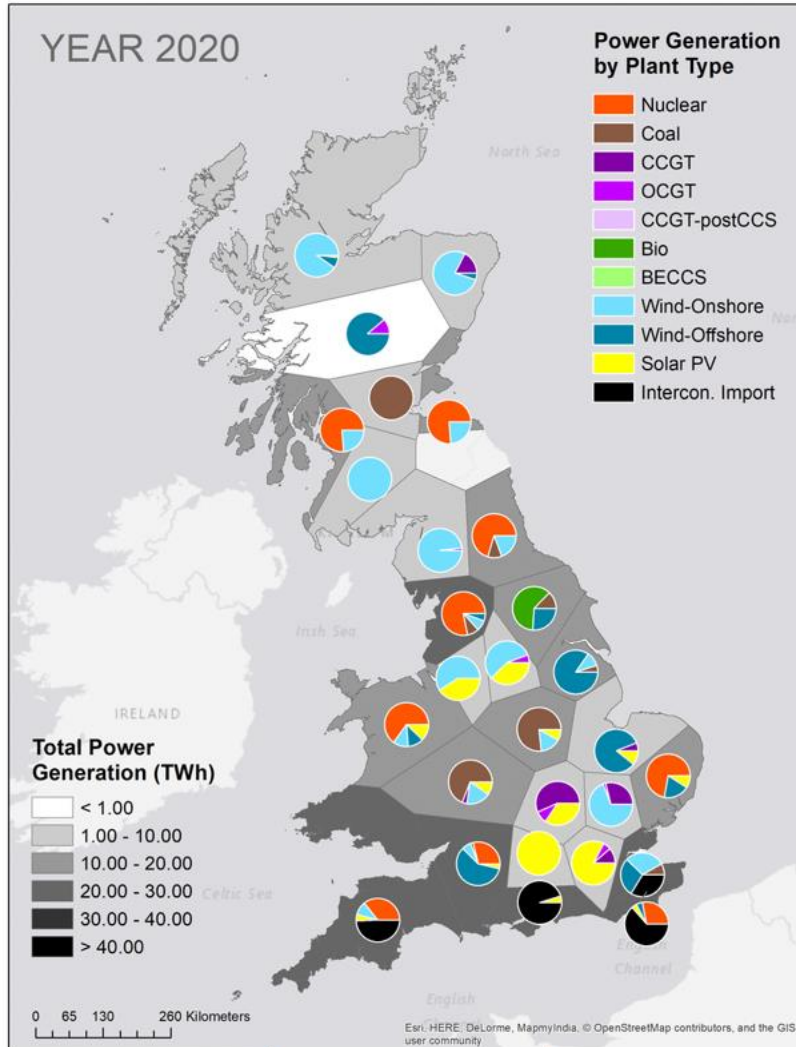 YEAR 2020
Power Generation
by Plant Type
Nuclear
Coal
CCGT
OCGT
CCGT-postCCS
Bio
BECCS
Wind-Onshore
Wind-Offshore
Solar PV
Intercon. Import
North Sea
Irish Sea
IRELAND
Total Power
Generation (TWh)
< 1.00
1.00 - 10.00
10.00 - 20.00
20.00 - 30.00
30.00 - 40.00
> 40.00
Celtic Sea
English
Channel
English
0 65 130 260 Kilometers
Esri, HERE, DeLorme, MapmyIndia, © OpenStreetMap contributors, and the GIS
user community